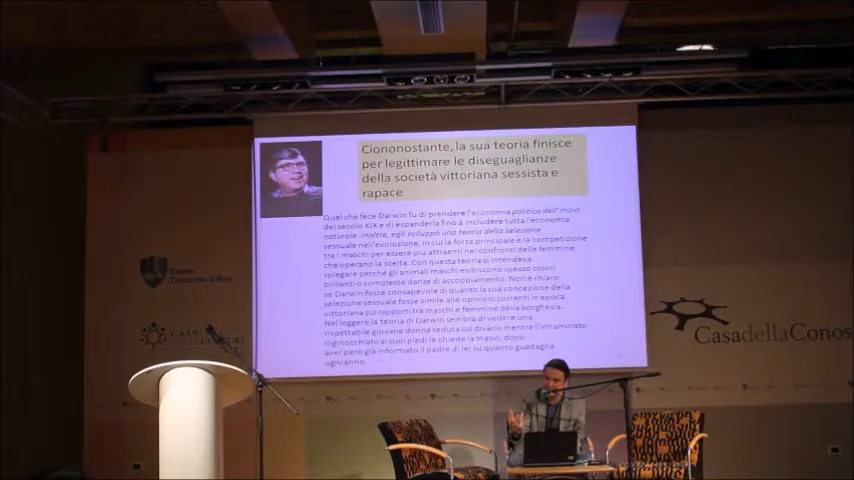 Ciononostante, la sua teoria finisce
per legittimare le diseguaglianze
della società vittoriana sessista e
rapace
Quel che fece Darwin fu di prendere l'economia politica dell'inizio
del secolo XIX e di espanderla fino a includere tutta l'economia
naturale. Inoltre, egli sviluppò una teoria della selezione
sessuale nell'evoluzione, in cui la forza principale è la competizione
tra i maschi per essere più attraenti nei confronti delle femmine
che operano la scelta. Con questa teoria si intendeva
spiegare perché gli animali maschi esibiscono spesso colori
brillanti o complesse danze di accoppiamento. Non è chiaro
se Darwin fosse consapevole di quanto la sua concezione della
selezione sessuale fosse simile alle opinioni correnti in epoca
vittoriana sui rapporti tra maschi e femmine della borghesia.
Nel leggere la teoria di Darwin sembra di vedere una
rispettabile giovane donna seduta sul divano mentre l'innamorato
inginocchiato ai suoi piedi le chiede la mano, dopo
aver però già informato il padre di lei su quanto guadagna
ogni anno.
CASA
CULTURE
CasadellaConos